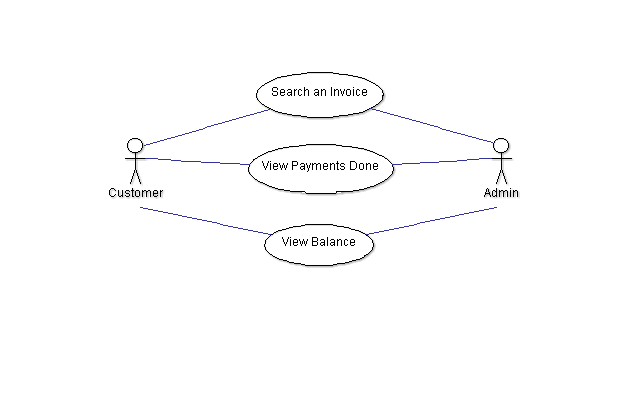 Search an Invoice
View Payments Done
Customer
Admin
View Balance